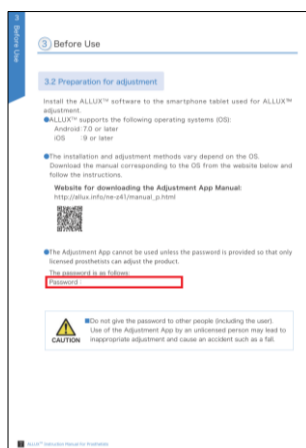 3 Before Use
③ Before Use
3.2 Preparation for adjustment
Install the ALLUX™ software to the smartphone tablet used for ALLUX™
adjustment.
●ALLUX™ supports the following operating systems (OS):
Android: 7.0 or later
iOS : 9 or later
●The installation and adjustment methods vary depend on the OS.
Download the manual corresponding to the OS from the website below and
follow the instructions.
Website for downloading the Adjustment App Manual:
http://allux.info/ne-z41/manual_p.html
●The Adjustment App cannot be used unless the password is provided so that only
licensed prosthetists can adjust the product.
The password is as follows:
Password :
CAUTION
■Do not give the password to other people (including the user).
Use of the Adjustment App by an unlicensed person may lead to
inappropriate adjustment and cause an accident such as a fall.
ALLUX™ Instruction Manual for Prosthetists